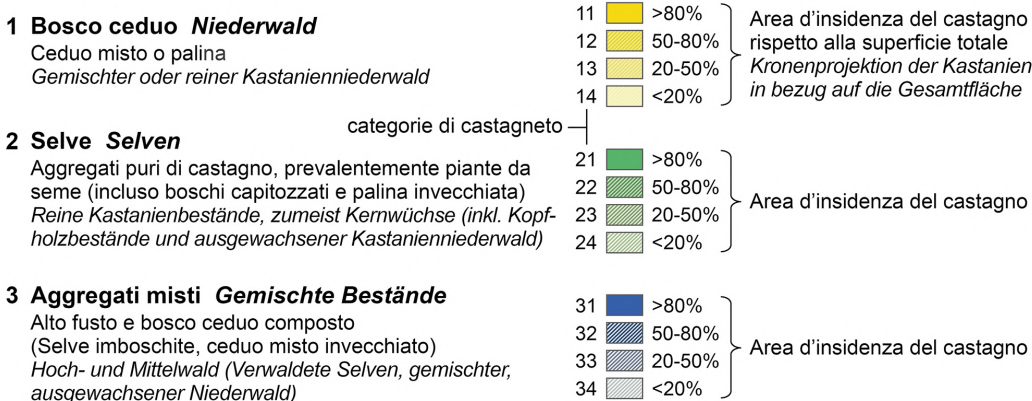 1 Bosco ceduo Niederwald
Ceduo misto o palina
Gemischter oder reiner Kastanienniederwald
11 >80%
12 50-80%
13 20-50%
14 <20%
Area d’insidenza del castagno
rispetto alla superficie totale
Kronenprojektion der Kastanien
in bezug auf die Gesamtfläche
categorie di castagneto
2 Selve Selven
Aggregati puri di castagno, prevalentemente piante da
seme (incluso boschi capitozzati e palina invecchiata)
Reine Kastanienbestände, zumeist Kernwüchse (inkl. Kopf-
holzbestände und ausgewachsener Kastanienniederwald)
21 >80%
22 50-80%
23 20-50%
24 <20%
Area d’insidenza del castagno
3 Aggregati misti Gemischte Bestände
Alto fusto e bosco ceduo composto
(Selve imboschite, ceduo misto invecchiato)
Hoch- und Mittelwald (Verwaldete Selven, gemischter,
ausgewachsener Niederwald)
31 >80%
32 50-80%
33 20-50%
34 <20%
Area d’insidenza del castagno